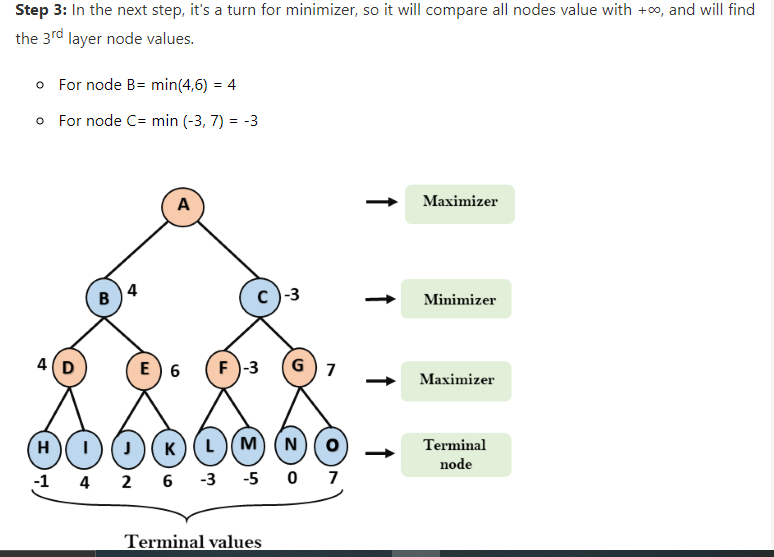 Step 3: In the next step, it's a turn for minimizer, so it will compare all nodes value with +∞, and will find
the 3rd layer node values.
For node B= min(4,6) = 4
For node C= min (-3, 7) = -3
A
Maximizer
B 4
C -3
Minimizer
4 D
E 6
F -3
G 7
Maximizer
H I J K L M N O
Terminal
node
-1 4 2 6 -3 -5 0 7
Terminal values